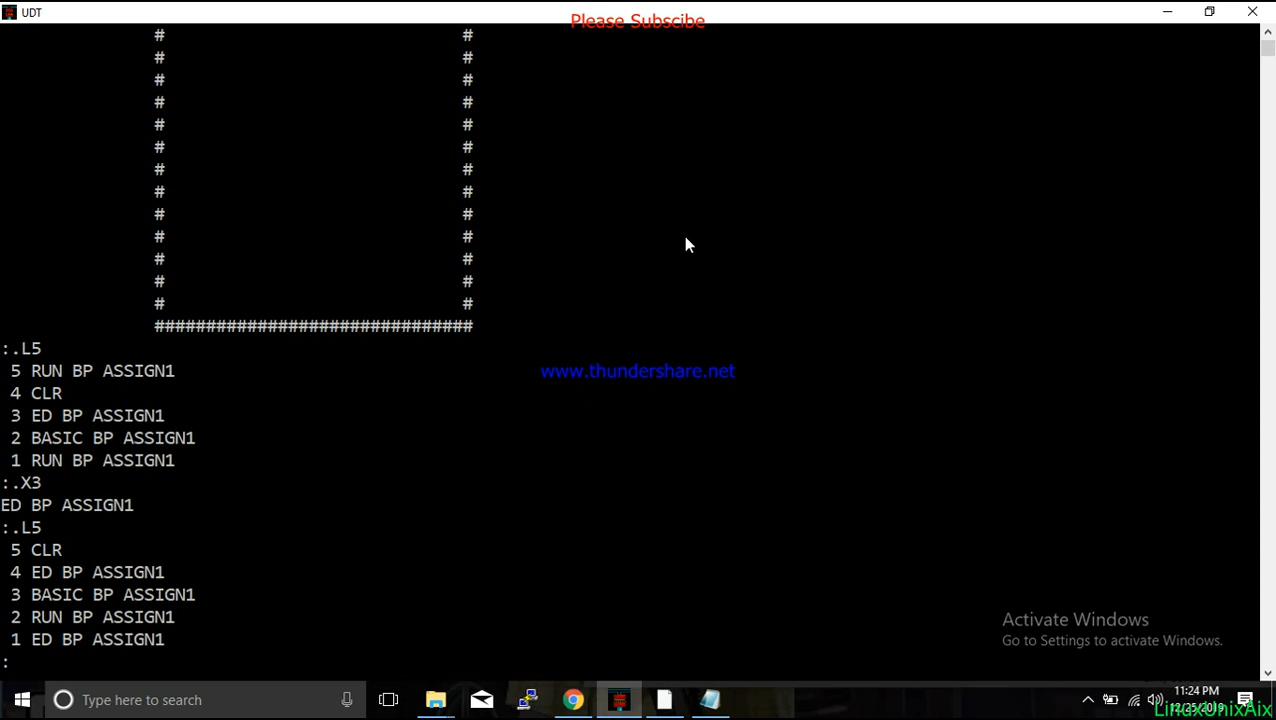 UDT
Please Subscibe
# #
# #
# #
# #
# #
# #
# #
# #
# #
# #
# #
# #
# #
###############################
:.L5
5 RUN BP ASSIGN1
www.thundershare.net
4 CLR
3 ED BP ASSIGN1
2 BASIC BP ASSIGN1
1 RUN BP ASSIGN1
:.X3
ED BP ASSIGN1
:.L5
5 CLR
4 ED BP ASSIGN1
3 BASIC BP ASSIGN1
2 RUN BP ASSIGN1
1 ED BP ASSIGN1
:
Activate Windows
Go to Settings to activate Windows.
Type here to search
11:24 PM
12/25/2019
LinuxUnixAix